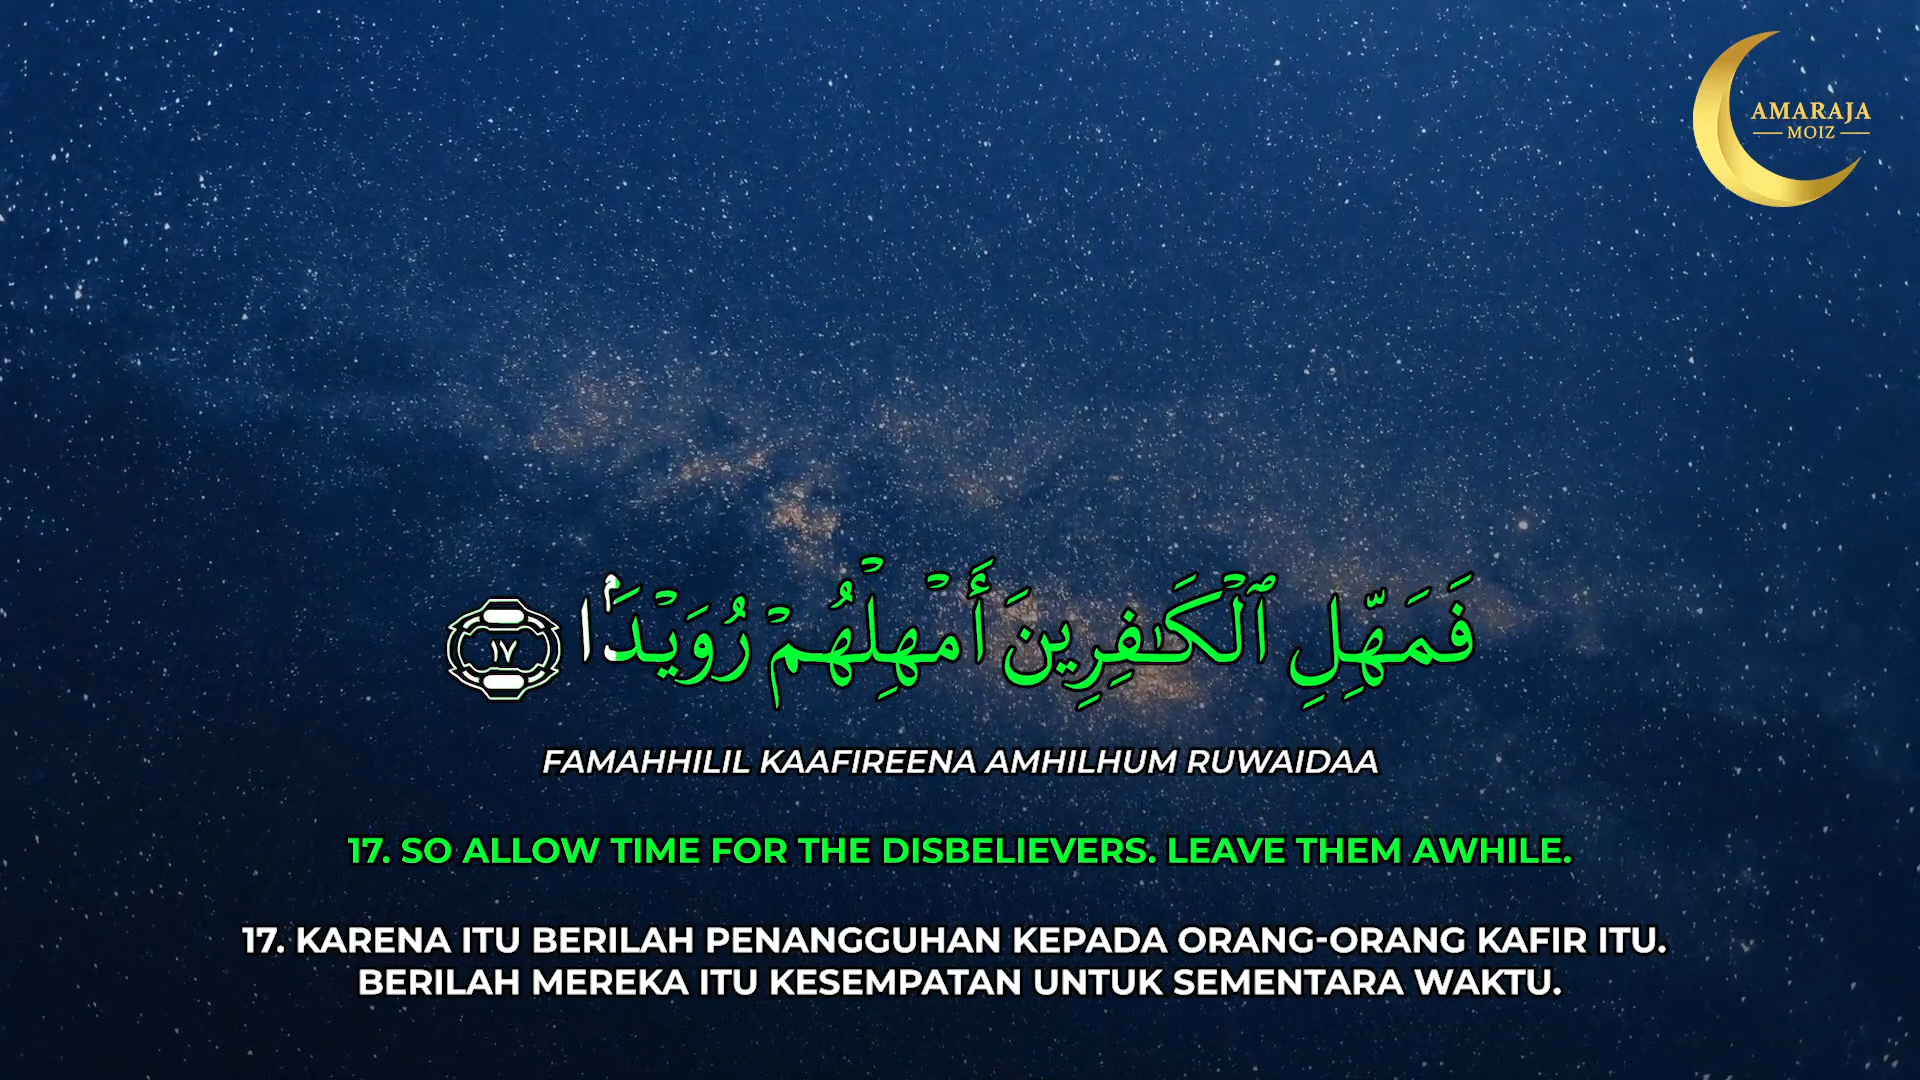 AMARAJA
MOIZ
فَمَهِّلِ ٱلْكَـٰفِرِينَ أَمْهِلْهُمْ رُوَيْدًۢا ١٧
FAMAHHILIL KAAFIREENA AMHILHUM RUWAIDAA
17. SO ALLOW TIME FOR THE DISBELIEVERS. LEAVE THEM AWHILE.
17. KARENA ITU BERILAH PENANGGUHAN KEPADA ORANG-ORANG KAFIR ITU.
BERILAH MEREKA ITU KESEMPATAN UNTUK SEMENTARA WAKTU.